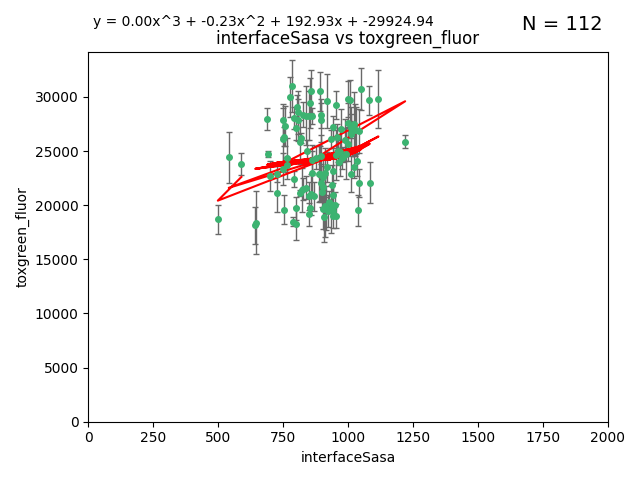 y = 0.00x^3 + -0.23x^2 + 192.93x + -29924.94
N = 112
interfaceSasa vs toxgreen_fluor
30000
25000
20000
15000
10000
5000
0
toxgreen_fluor
0 250 500 750 1000 1250 1500 1750 2000
interfaceSasa